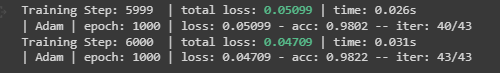 Training Step: 5999  | total loss: 0.05099 | time: 0.026s
| Adam | epoch: 1000 | loss: 0.05099 - acc: 0.9802 -- iter: 40/43
Training Step: 6000  | total loss: 0.04709 | time: 0.031s
| Adam | epoch: 1000 | loss: 0.04709 - acc: 0.9822 -- iter: 43/43